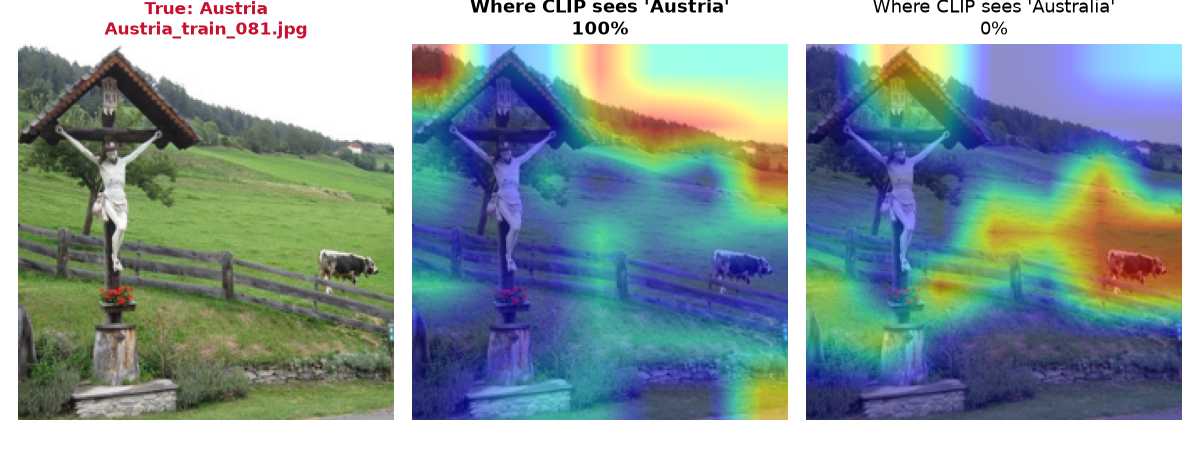 True: Austria
Austria_train_081.jpg
Where CLIP sees 'Austria'
100%
Where CLIP sees 'Australia'
0%